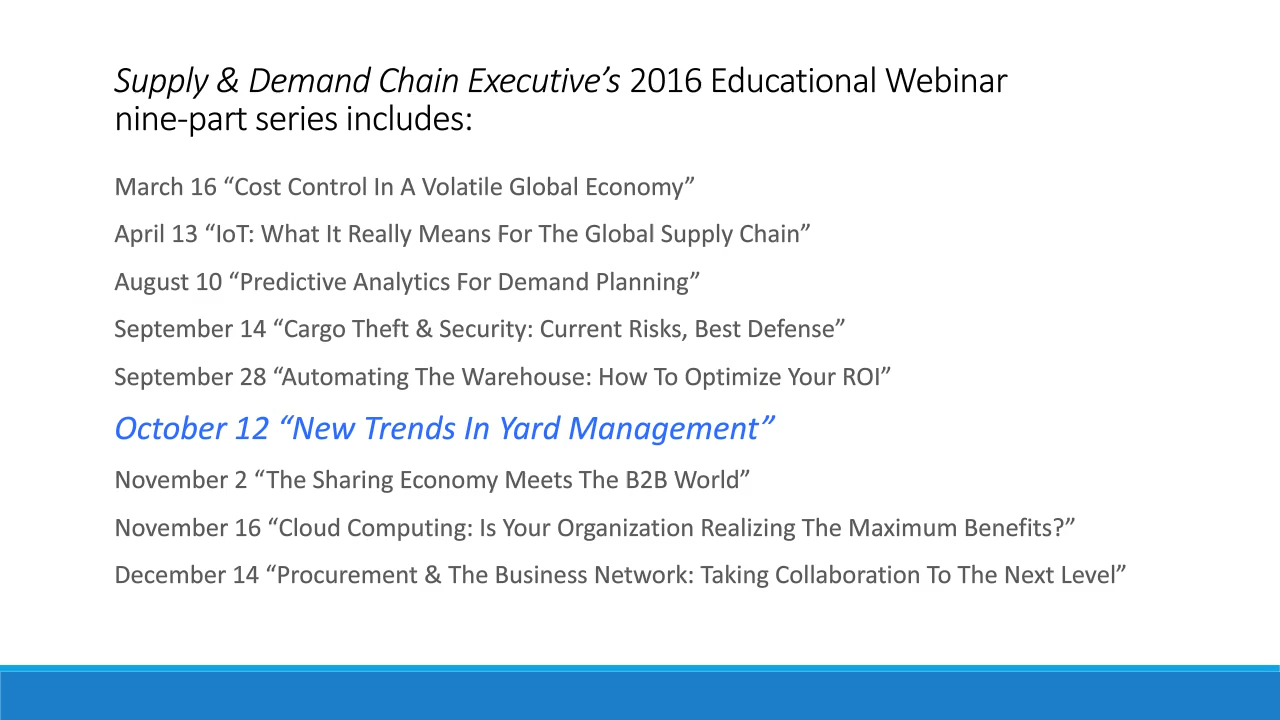 Supply & Demand Chain Executive’s 2016 Educational Webinar
nine-part series includes:
March 16 “Cost Control In A Volatile Global Economy”
April 13 “IoT: What It Really Means For The Global Supply Chain”
August 10 “Predictive Analytics For Demand Planning”
September 14 “Cargo Theft & Security: Current Risks, Best Defense”
September 28 “Automating The Warehouse: How To Optimize Your ROI”
October 12 “New Trends In Yard Management”
November 2 “The Sharing Economy Meets The B2B World”
November 16 “Cloud Computing: Is Your Organization Realizing The Maximum Benefits?”
December 14 “Procurement & The Business Network: Taking Collaboration To The Next Level”